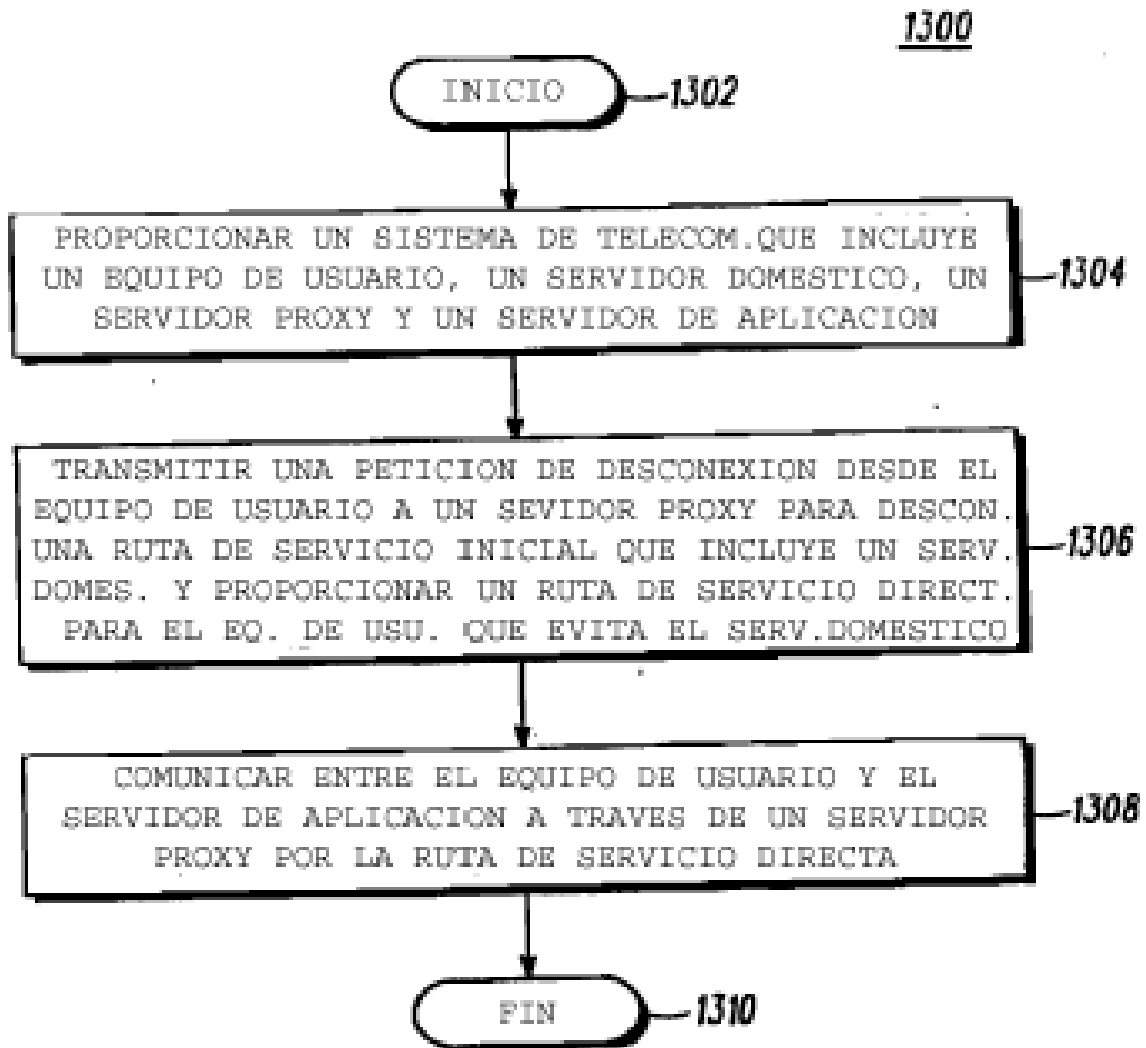 1300
INICIO
1302
PROPORCIONAR UN SISTEMA DE TELECOM.QUE INCLUYE
UN EQUIPO DE USUARIO, UN SERVIDOR DOMESTICO, UN
SERVIDOR PROXY Y UN SERVIDOR DE APLICACION
1304
TRANSMITIR UNA PETICION DE DESCONEXION DESDE EL
EQUIPO DE USUARIO A UN SEVIDOR PROXY PARA DESCON.
UNA RUTA DE SERVICIO INICIAL QUE INCLUYE UN SERV.
DOMES. Y PROPORCIONAR UN RUTA DE SERVICIO DIRECT.
PARA EL EQ. DE USU. QUE EVITA EL SERV.DOMESTICO
1306
COMUNICAR ENTRE EL EQUIPO DE USUARIO Y EL
SERVIDOR DE APLICACION A TRAVES DE UN SERVIDOR
PROXY POR LA RUTA DE SERVICIO DIRECTA
1308
FIN
1310